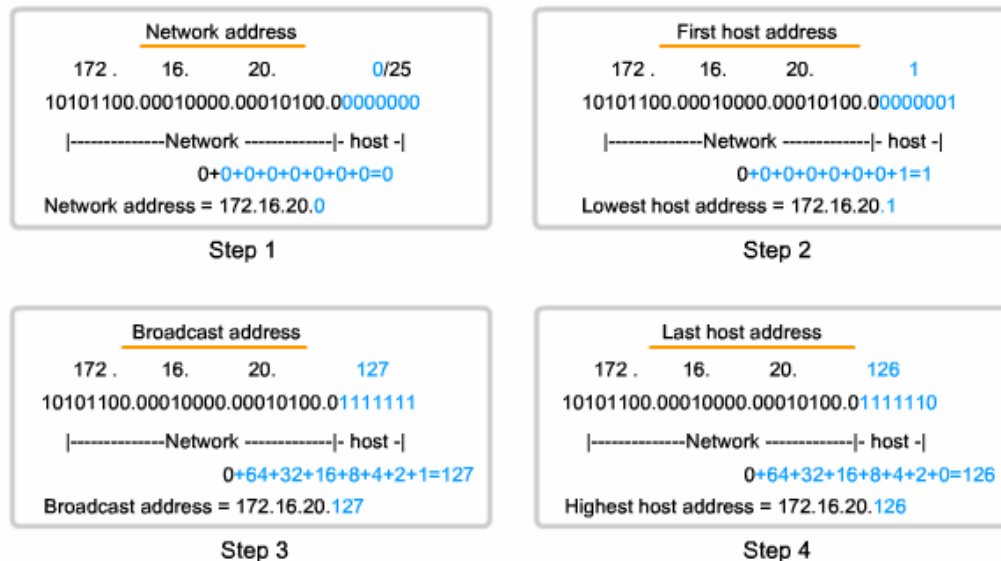 Network address
172 . 16. 20. 0/25
10101100.00010000.00010100.00000000
|--------------Network -------------|- host -|
0+0+0+0+0+0+0+0=0
Network address = 172.16.20.0
Step 1
First host address
172 . 16. 20. 1
10101100.00010000.00010100.00000001
|--------------Network -------------|- host -|
0+0+0+0+0+0+0+1=1
Lowest host address = 172.16.20.1
Step 2
Broadcast address
172 . 16. 20. 127
10101100.00010000.00010100.01111111
|--------------Network -------------|- host -|
0+64+32+16+8+4+2+1=127
Broadcast address = 172.16.20.127
Step 3
Last host address
172 . 16. 20. 126
10101100.00010000.00010100.01111110
|--------------Network -------------|- host -|
0+64+32+16+8+4+2+0=126
Highest host address = 172.16.20.126
Step 4